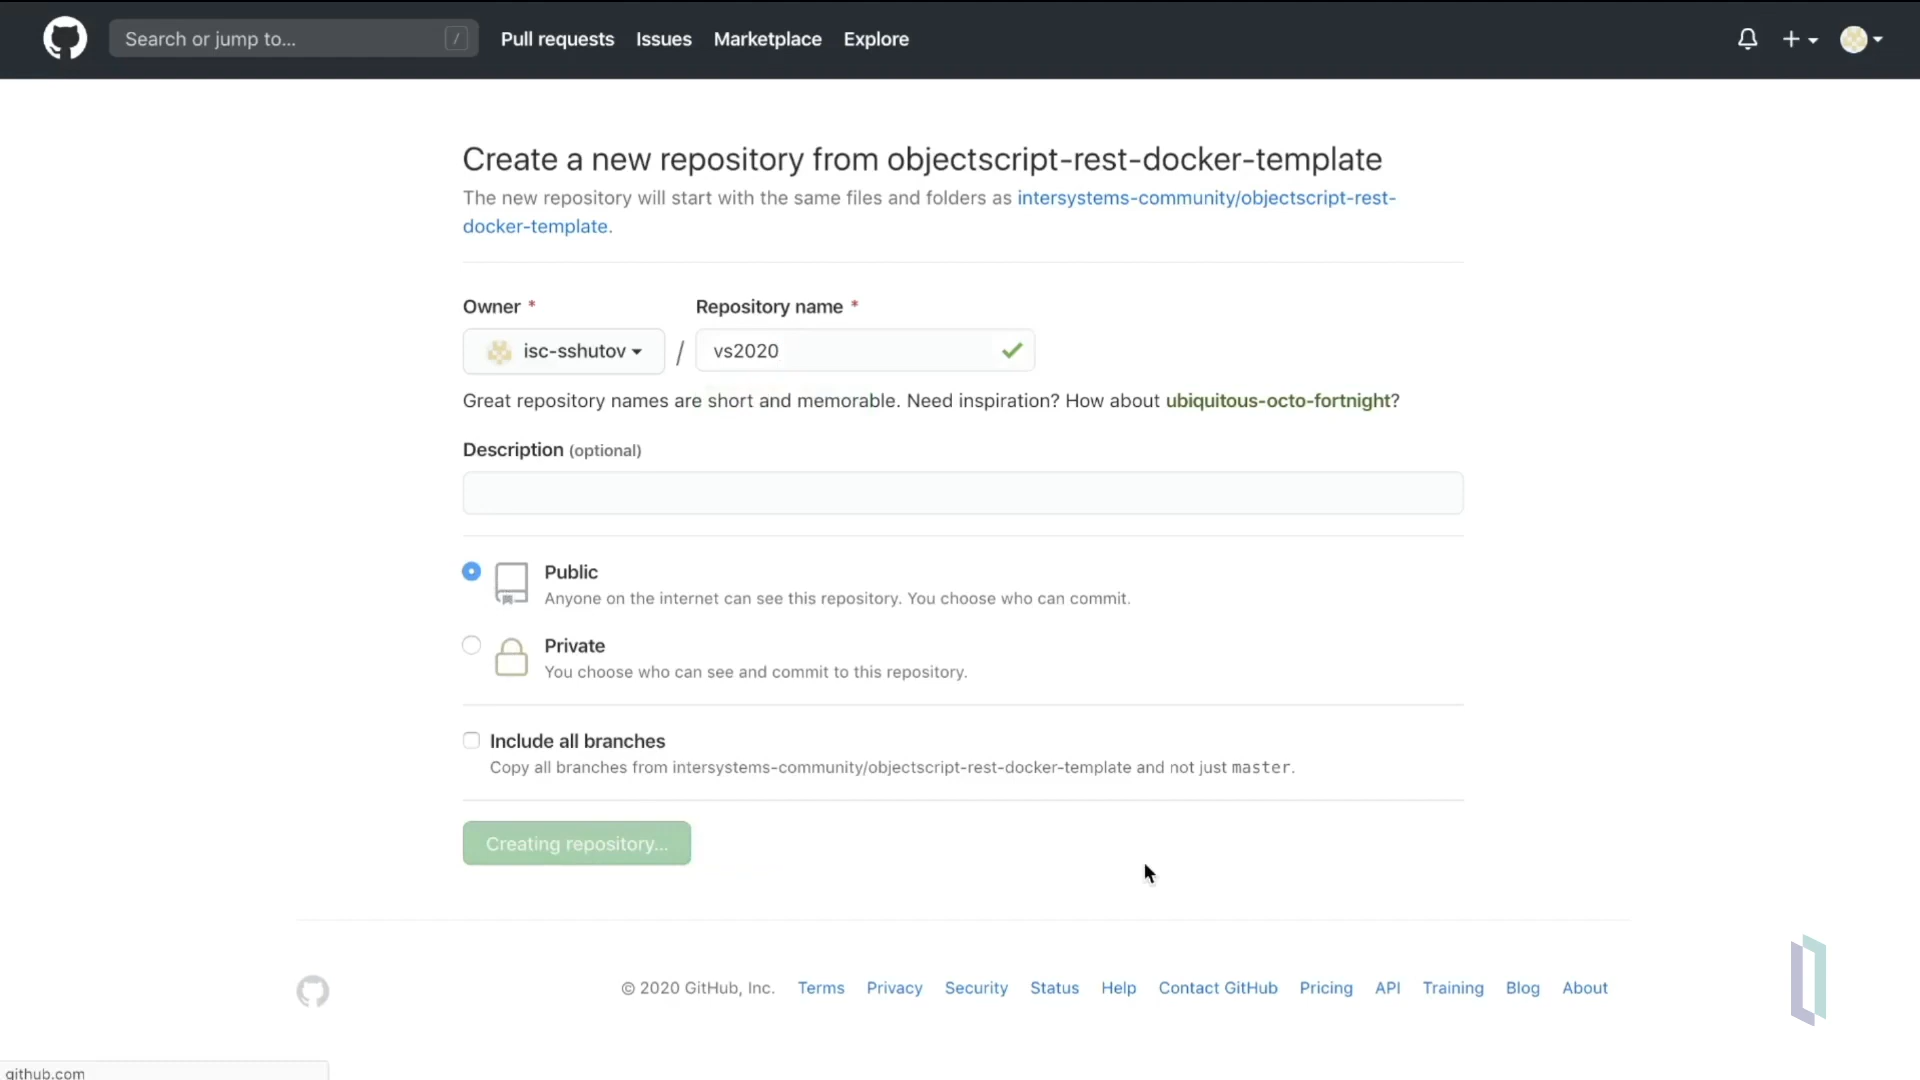 Search or jump to... / Pull requests Issues Marketplace Explore
Create a new repository from objectscript-rest-docker-template
The new repository will start with the same files and folders as intersystems-community/objectscript-rest-
docker-template.
Owner * Repository name *
isc-sshutov / vs2020
Great repository names are short and memorable. Need inspiration? How about ubiquitous-octo-fortnight?
Description (optional)
Public
Anyone on the internet can see this repository. You choose who can commit.
Private
You choose who can see and commit to this repository.
Include all branches
Copy all branches from intersystems-community/objectscript-rest-docker-template and not just master.
Creating repository...
© 2020 GitHub, Inc. Terms Privacy Security Status Help Contact GitHub Pricing API Training Blog About
github.com